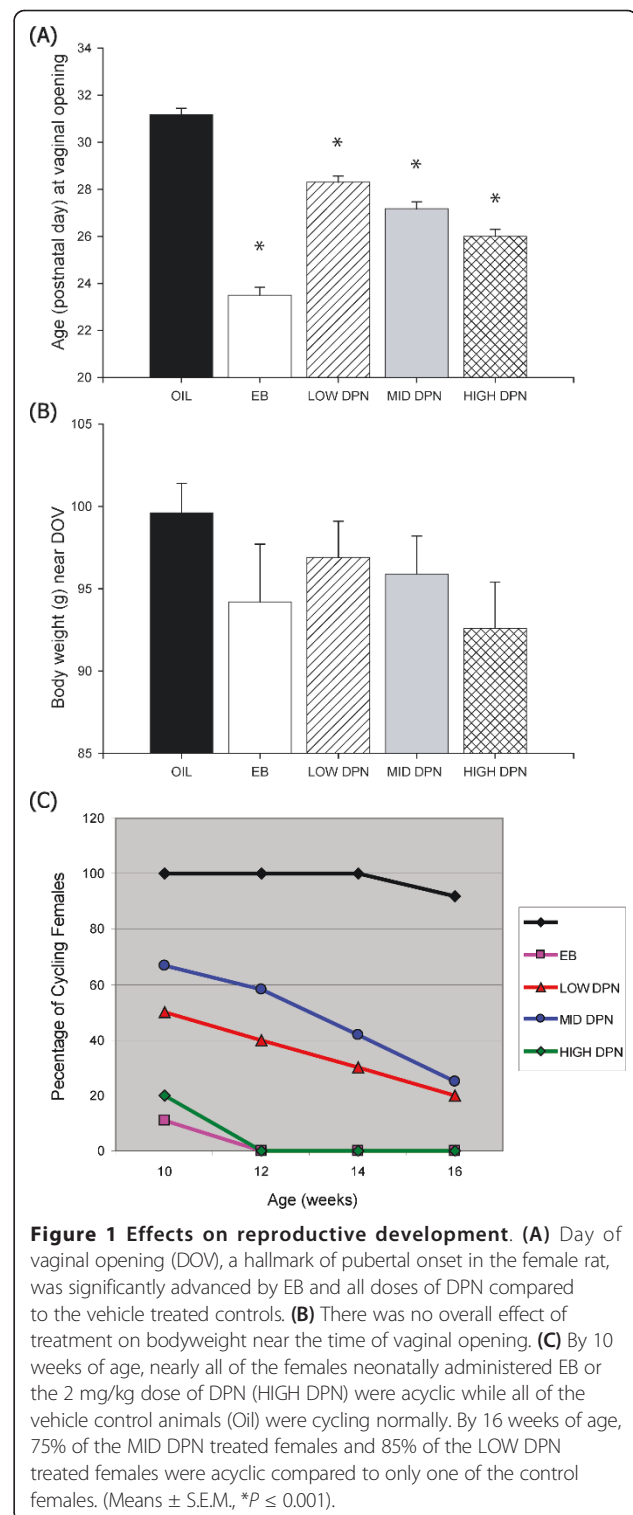 (A)
Age (postnatal day) at vaginal opening
34
32
30
28
26
24
22
20
*
*
*
*
OIL EB LOW DPN MID DPN HIGH DPN
(B)
Body weight (g) near DOV
105
100
95
90
85
OIL EB LOW DPN MID DPN HIGH DPN
(C)
Pecentage of Cycling Females
120
100
80
60
40
20
0
10 12 14 16
Age (weeks)
EB
LOW DPN
MID DPN
HIGH DPN
Figure 1 Effects on reproductive development. (A) Day of
vaginal opening (DOV), a hallmark of pubertal onset in the female rat,
was significantly advanced by EB and all doses of DPN compared
to the vehicle treated controls. (B) There was no overall effect of
treatment on bodyweight near the time of vaginal opening. (C) By 10
weeks of age, nearly all of the females neonatally administered EB or
the 2 mg/kg dose of DPN (HIGH DPN) were acyclic while all of the
vehicle control animals (Oil) were cycling normally. By 16 weeks of age,
75% of the MID DPN treated females and 85% of the LOW DPN
treated females were acyclic compared to only one of the control
females. (Means ± S.E.M., *P ≤ 0.001).